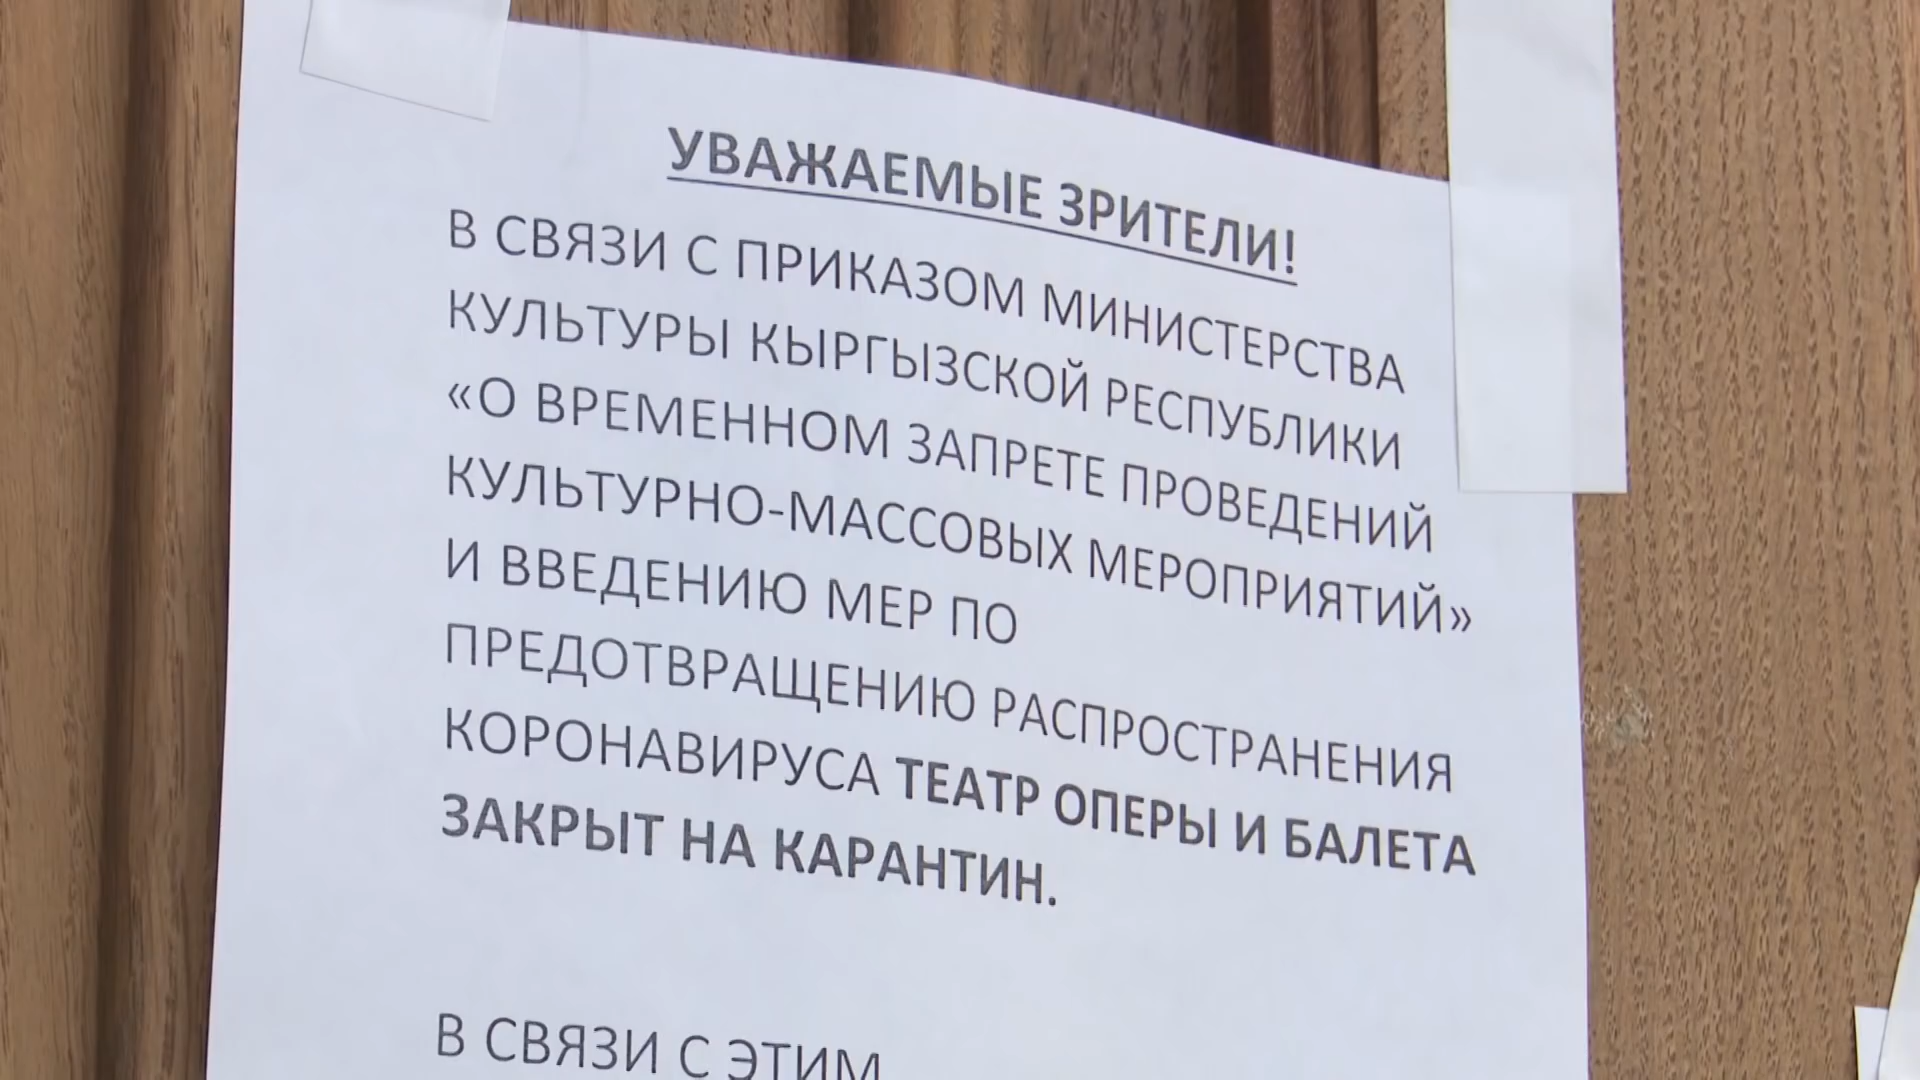 УВАЖАЕМЫЕ ЗРИТЕЛИ!
В СВЯЗИ С ПРИКАЗОМ МИНИСТЕРСТВА
КУЛЬТУРЫ КЫРГЫЗСКОЙ РЕСПУБЛИКИ
«О ВРЕМЕННОМ ЗАПРЕТЕ ПРОВЕДЕНИЙ
КУЛЬТУРНО-МАССОВЫХ МЕРОПРИЯТИЙ»
И ВВЕДЕНИЮ МЕР ПО
ПРЕДОТВРАЩЕНИЮ РАСПРОСТРАНЕНИЯ
КОРОНАВИРУСА ТЕАТР ОПЕРЫ И БАЛЕТА
ЗАКРЫТ НА КАРАНТИН.
В СВЯЗИ С ЭТИМ